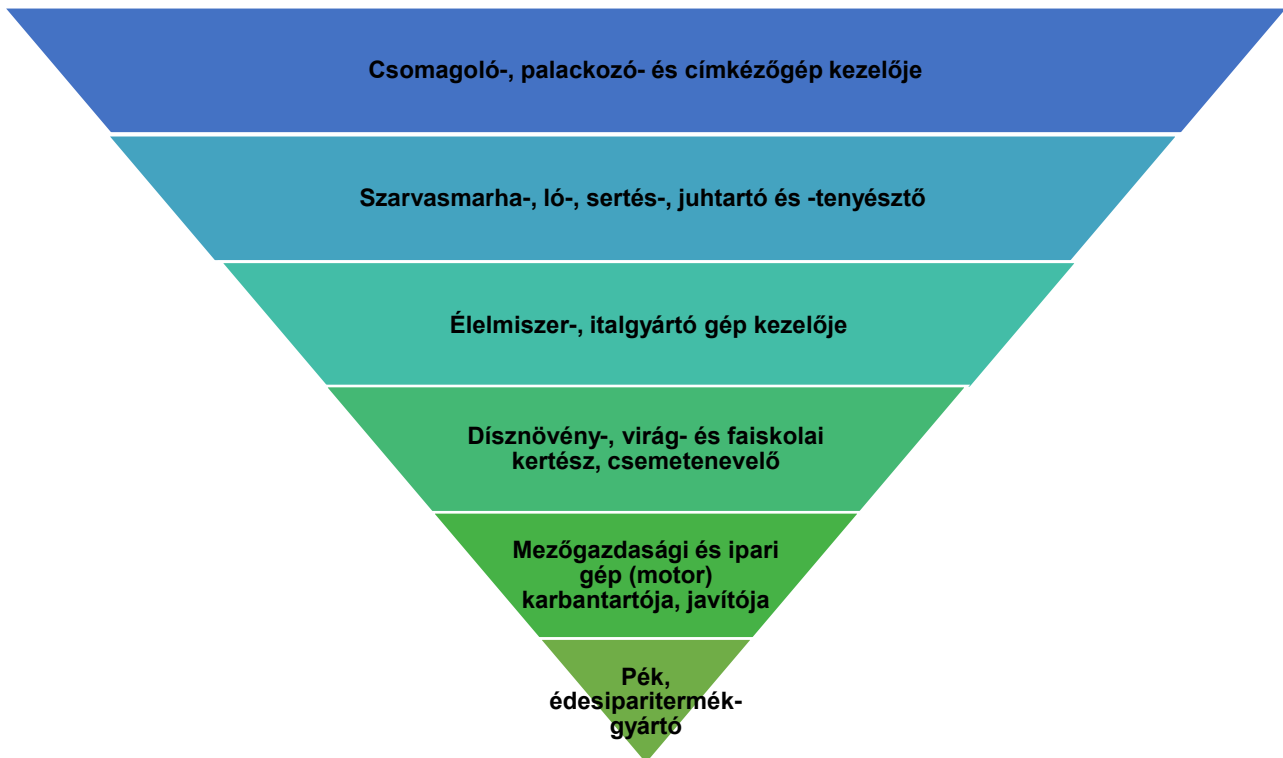 Csomagoló-, palackozó- és címkézőgép kezelője
Szarvasmarha-, ló-, sertés-, juhtartó és -tenyésztő
Élelmiszer-, italgyártó gép kezelője
Dísznövény-, virág- és faiskolai
kertész, csemetenevelő
Mezőgazdasági és ipari
gép (motor)
karbantartója, javítója
Pék,
édesiparitermék-
gyártó